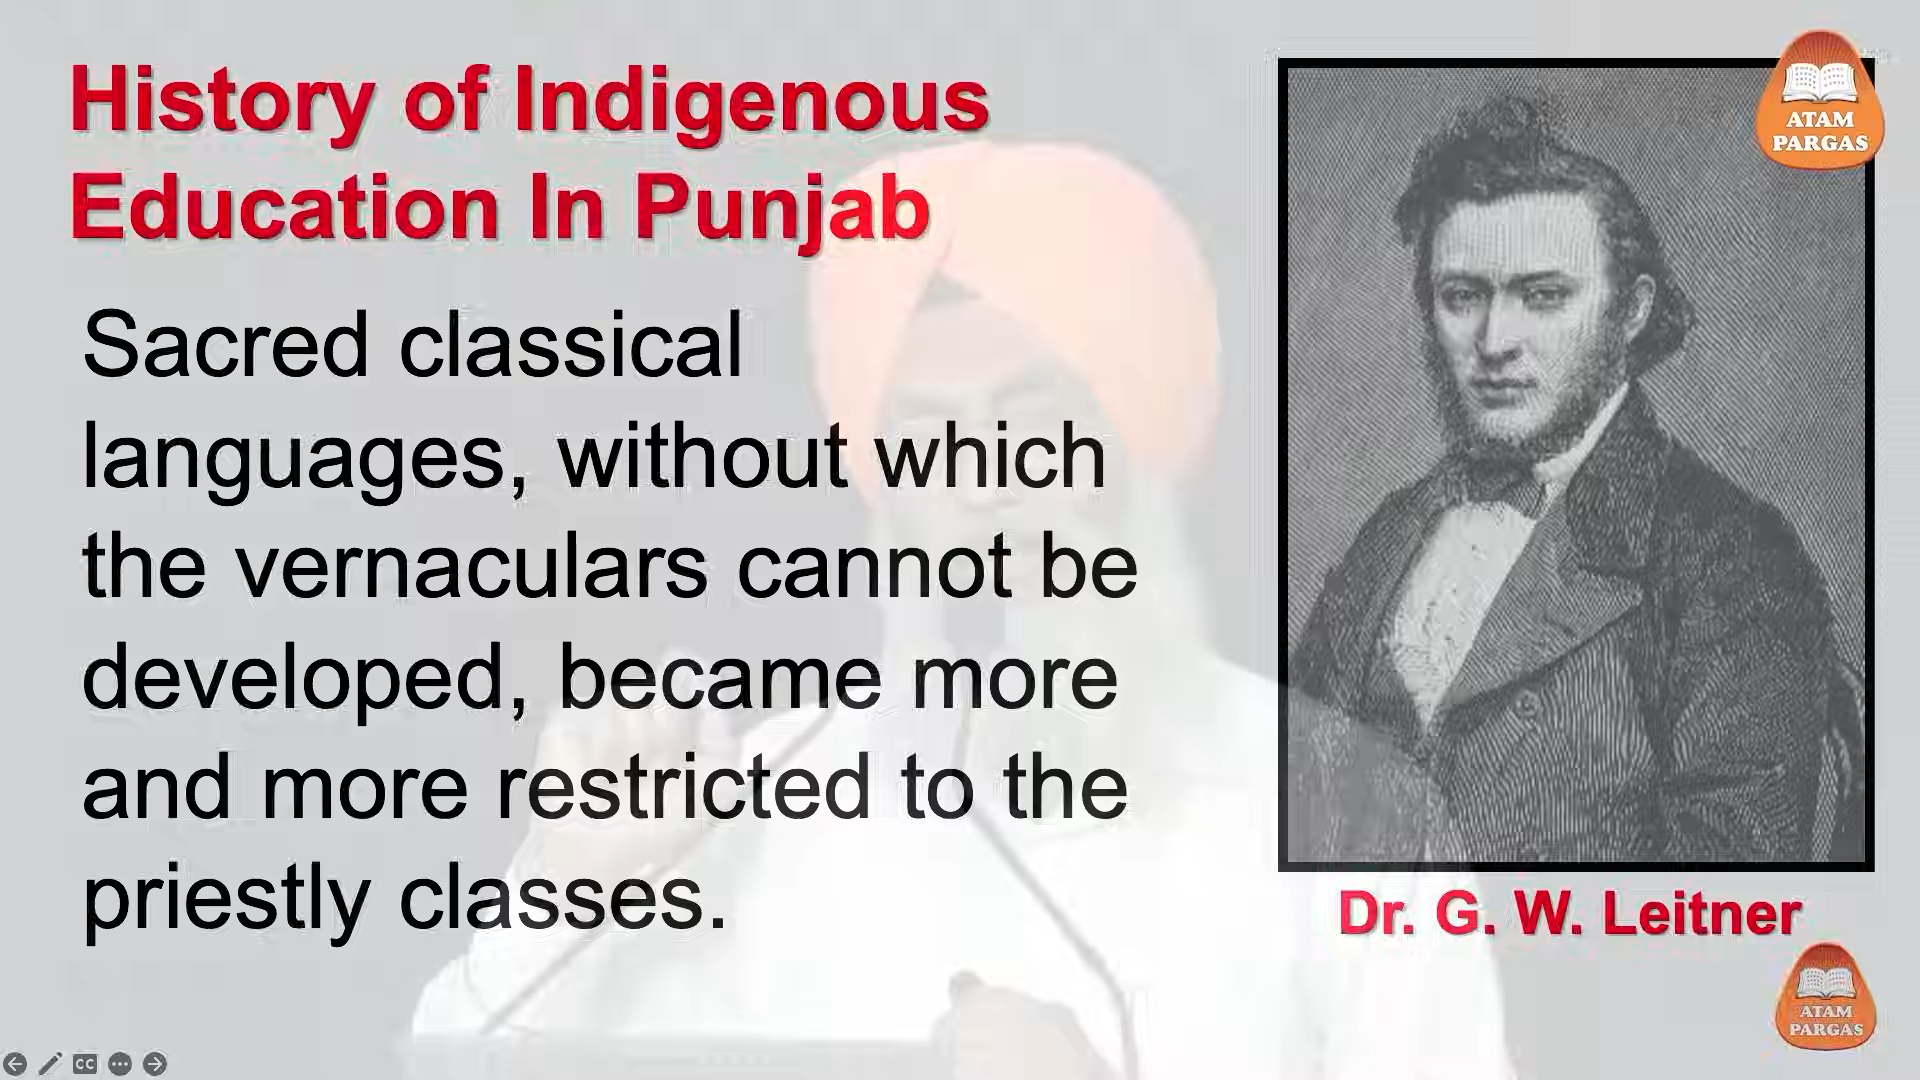 History of Indigenous
Education In Punjab
Sacred classical
languages, without which
the vernaculars cannot be
developed, became more
and more restricted to the
priestly classes.
ATAM
PARGAS
Dr. G. W. Leitner
ATAM
PARGAS
CC